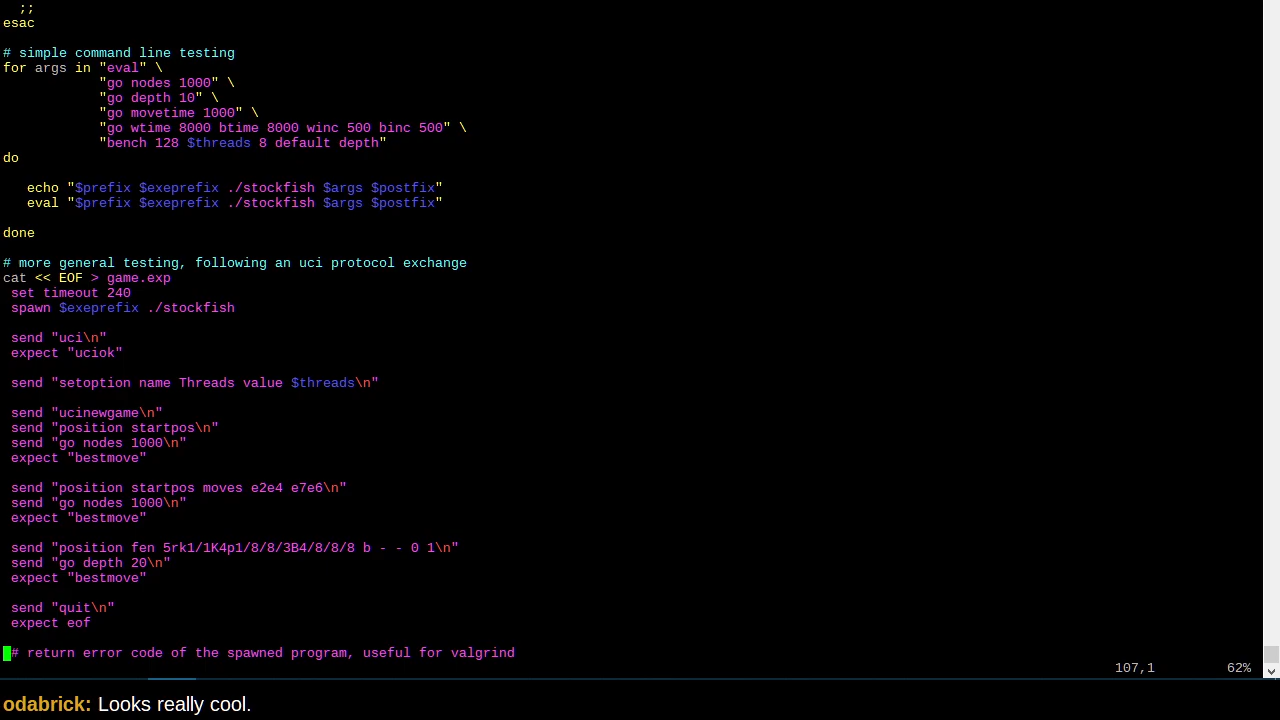 ;;
esac
# simple command line testing
for args in "eval" \
"go nodes 1000" \
"go depth 10" \
"go movetime 1000" \
"go wtime 8000 btime 8000 winc 500 binc 500" \
"bench 128 $threads 8 default depth"
do
echo "$prefix $exeprefix ./stockfish $args $postfix"
eval "$prefix $exeprefix ./stockfish $args $postfix"
done
# more general testing, following an uci protocol exchange
cat << EOF > game.exp
set timeout 240
spawn $exeprefix ./stockfish
send "uci\n"
expect "uciok"
send "setoption name Threads value $threads\n"
send "ucinewgame\n"
send "position startpos\n"
send "go nodes 1000\n"
expect "bestmove"
send "position startpos moves e2e4 e7e6\n"
send "go nodes 1000\n"
expect "bestmove"
send "position fen 5rk1/1K4p1/8/8/3B4/8/8/8 b - - 0 1\n"
send "go depth 20\n"
expect "bestmove"
send "quit\n"
expect eof
# return error code of the spawned program, useful for valgrind
107,1 62%
odabrick: Looks really cool.